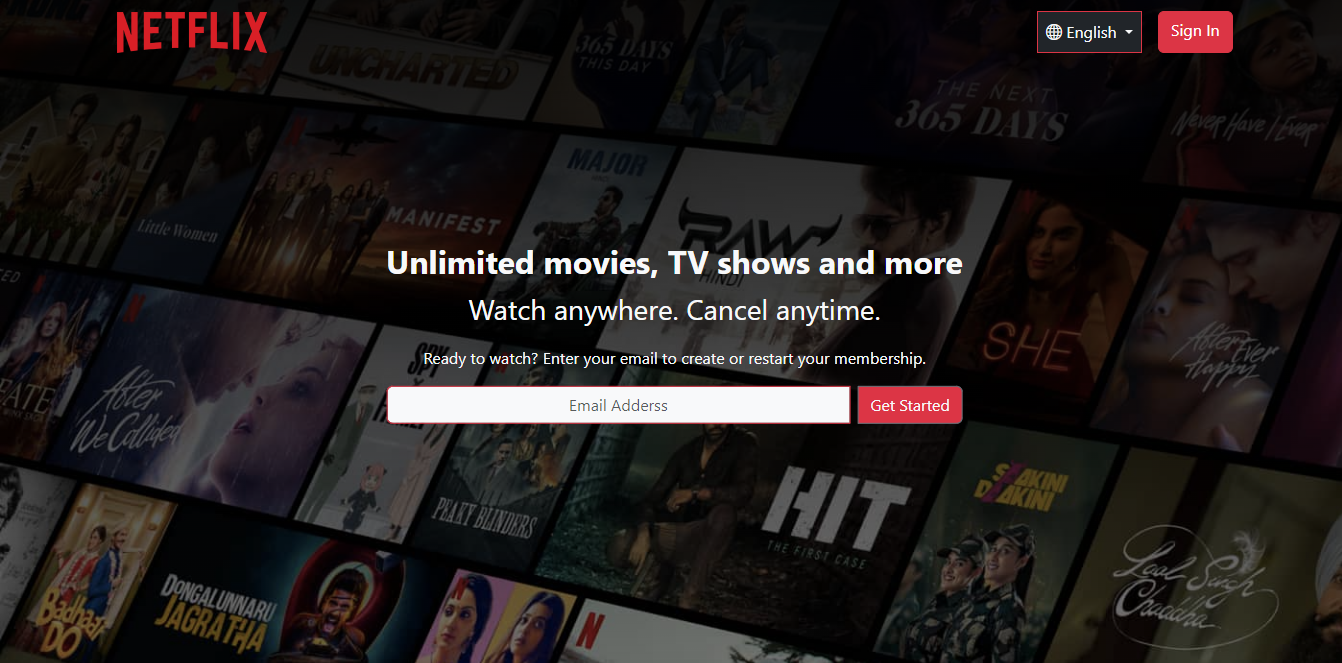 NETFLIX
English
Sign In
365 DAYS
THIS DAY
UNCHARTED
THE NEXT
365 DAYS
NEVER HAVE I EVER
MAJOR
Little Women
MANIFEST
RAW
HINDI
Unlimited movies, TV shows and more
Watch anywhere. Cancel anytime.
Ready to watch? Enter your email to create or restart your membership.
Email Adderss
Get Started
SHE
After Ever
Happy
FATE
After
We Collided
SPY
FAMILY
PEAKY BLINDERS
HIT
THE FIRST CASE
Badhaai
DO
DONGALUNNARU
JAGRATHA
N
Laal Singh
Chaddha